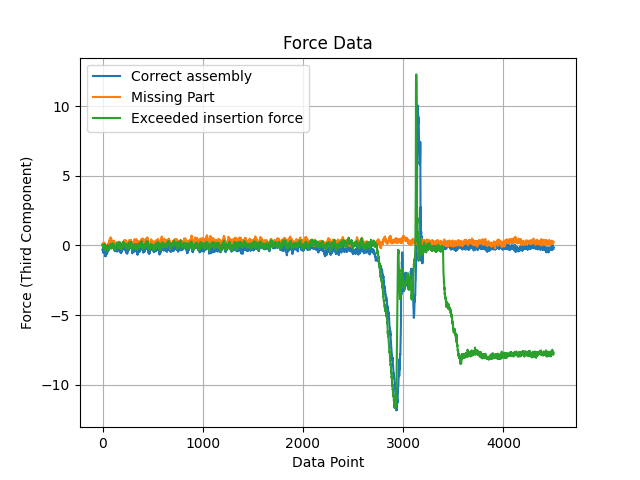 Force Data
Correct assembly
Missing Part
Exceeded insertion force
Force (Third Component)
10
5
0
−5
−10
0 1000 2000 3000 4000
Data Point